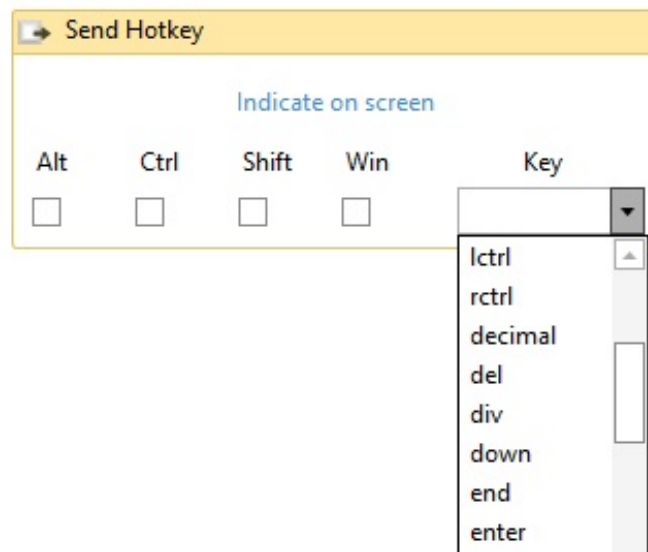 Send Hotkey
Indicate on screen
Alt Ctrl Shift Win Key
lctrl
rctrl
decimal
del
div
down
end
enter